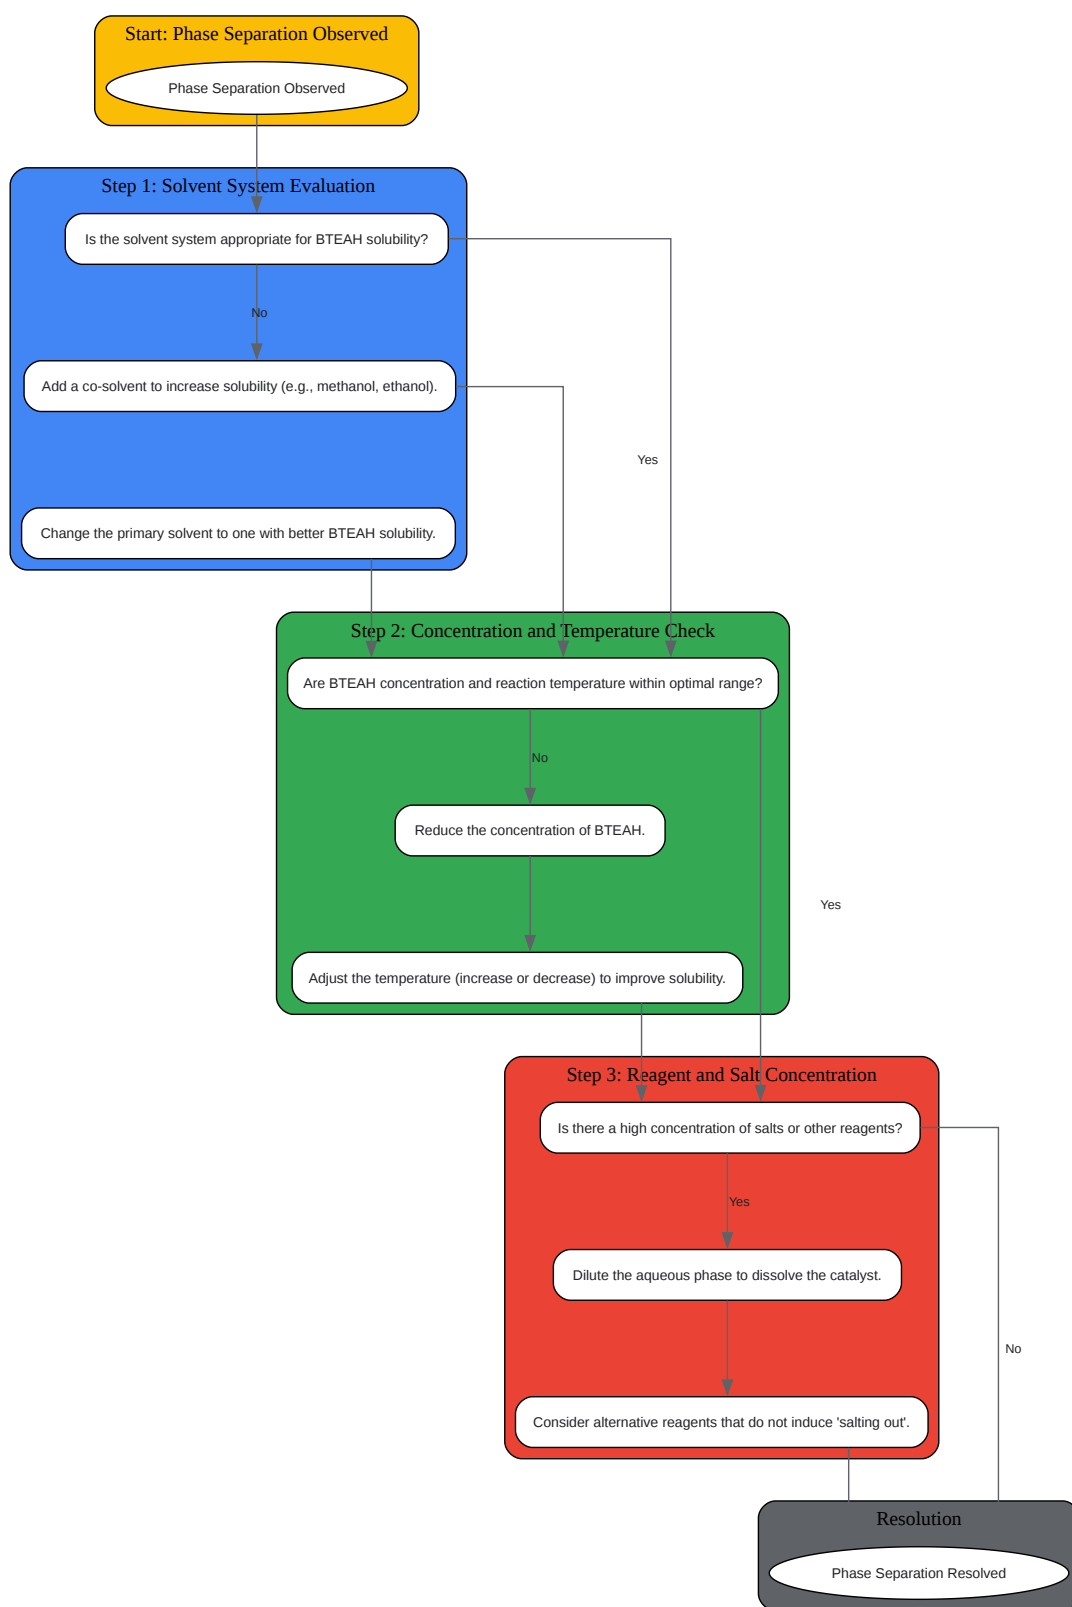 Start: Phase Separation Observed
Phase Separation Observed
Step 1: Solvent System Evaluation
Is the solvent system appropriate for BTEAH solubility?
No
Add a co-solvent to increase solubility (e.g., methanol, ethanol).
Yes
Change the primary solvent to one with better BTEAH solubility.
Step 2: Concentration and Temperature Check
Are BTEAH concentration and reaction temperature within optimal range?
No
Reduce the concentration of BTEAH.
Yes
Adjust the temperature (increase or decrease) to improve solubility.
Step 3: Reagent and Salt Concentration
Is there a high concentration of salts or other reagents?
Yes
Dilute the aqueous phase to dissolve the catalyst.
No
Consider alternative reagents that do not induce 'salting out'.
Resolution
Phase Separation Resolved